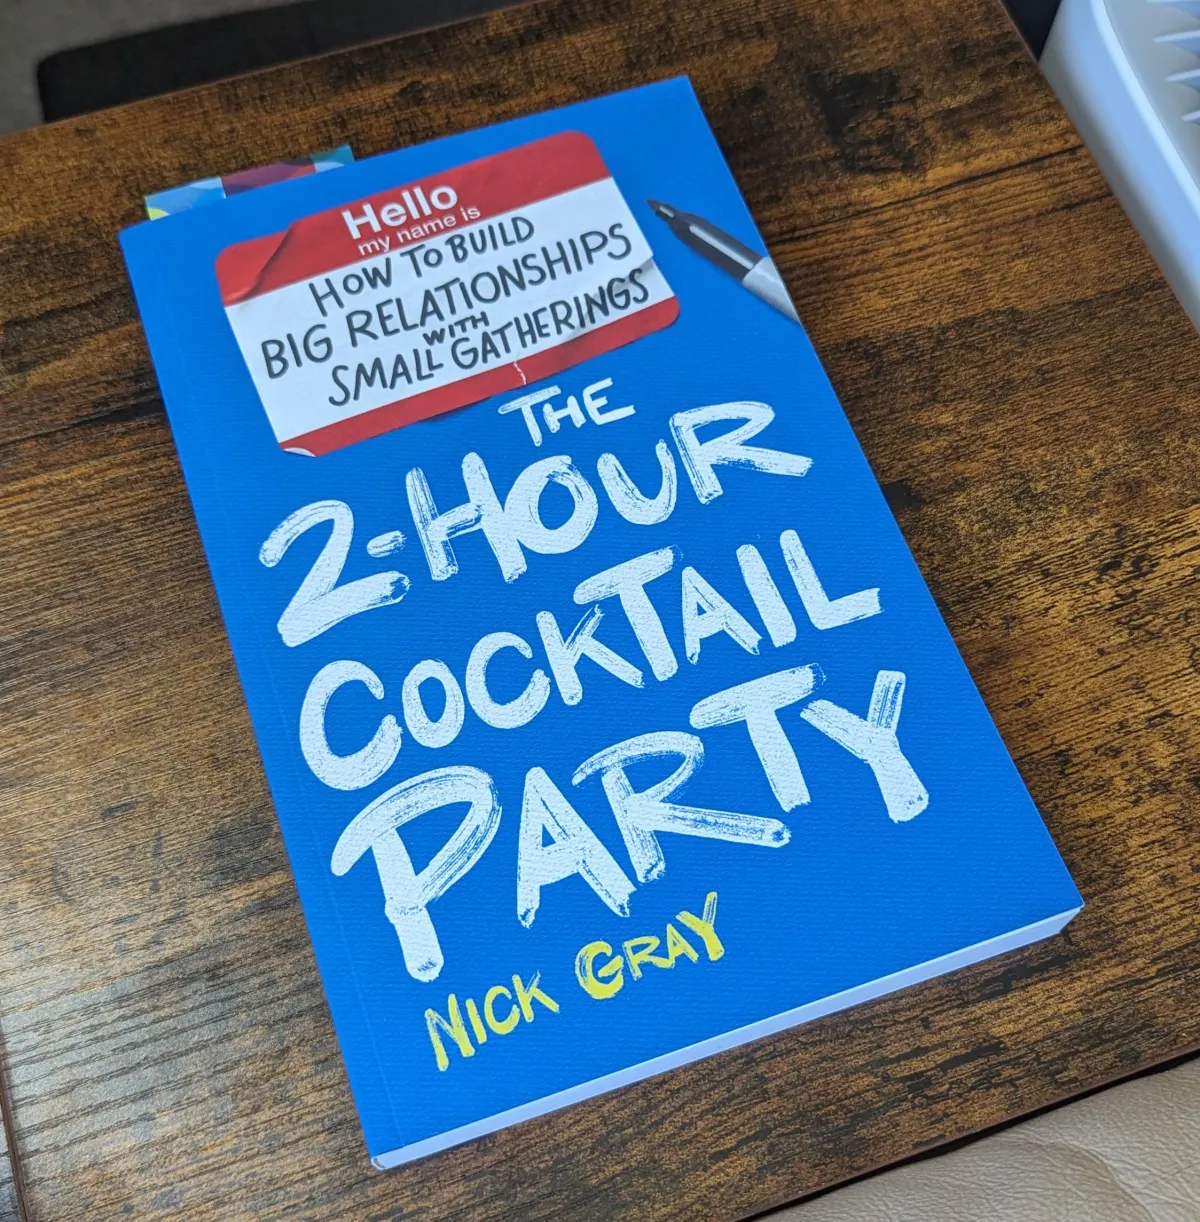 Hello
my name is
HOW TO BUILD
BIG RELATIONSHIPS
WITH
SMALL GATHERINGS
THE
2-HOUR
COCKTAIL
PARTY
NICK GRAY